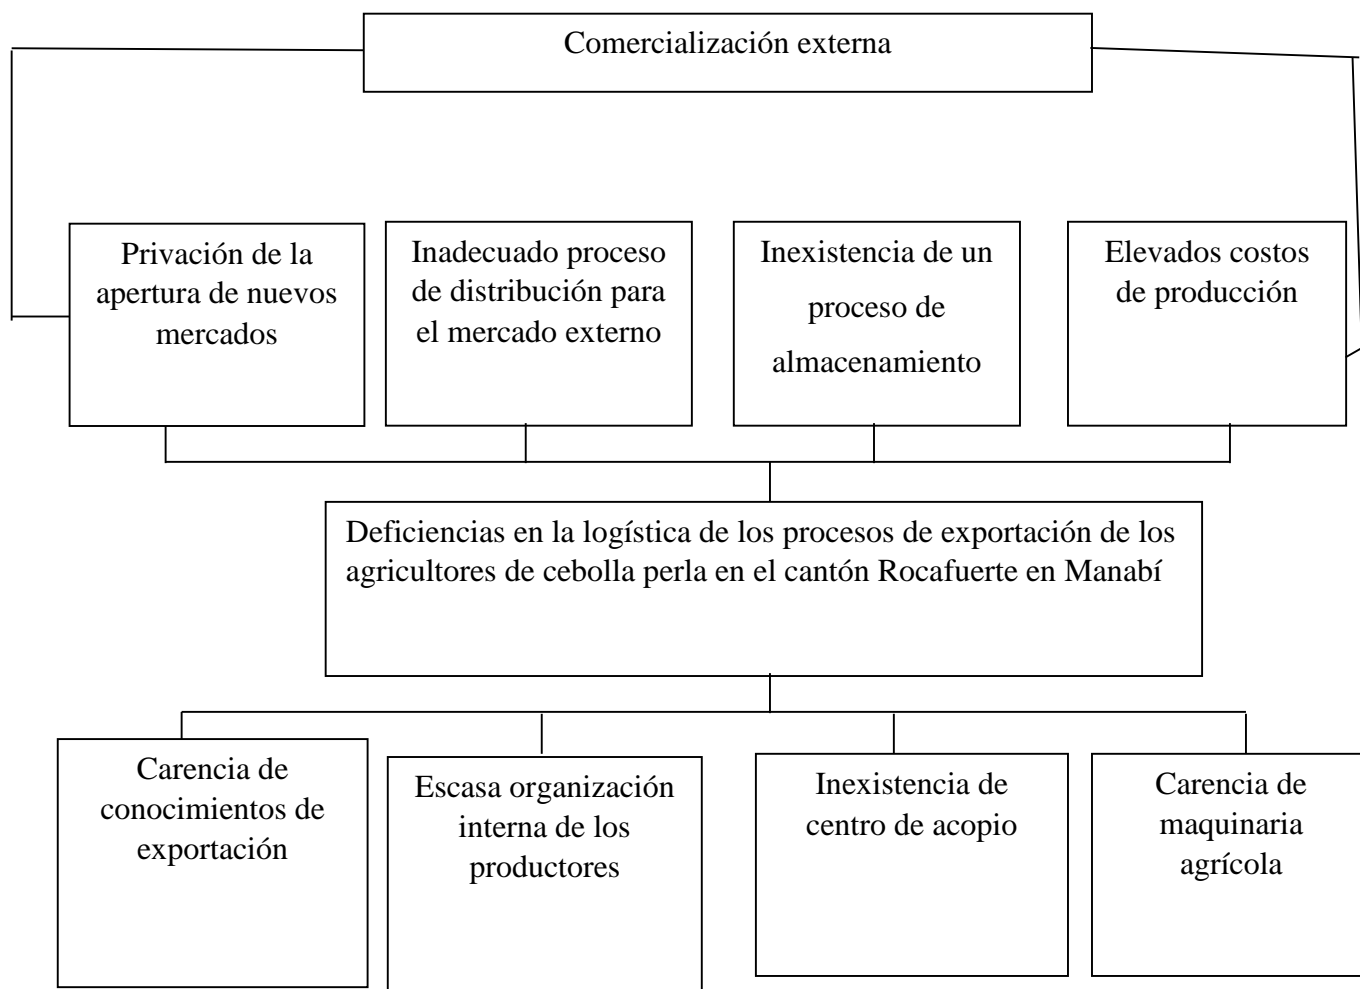 Comercialización externa
Privación de la
apertura de nuevos
mercados
Inadecuado proceso
de distribución para
el mercado externo
Inexistencia de un
proceso de
almacenamiento
Elevados costos
de producción
Deficiencias en la logística de los procesos de exportación de los
agricultores de cebolla perla en el cantón Rocafuerte en Manabí
Carencia de
conocimientos de
exportación
Escasa organización
interna de los
productores
Inexistencia de
centro de acopio
Carencia de
maquinaria
agrícola